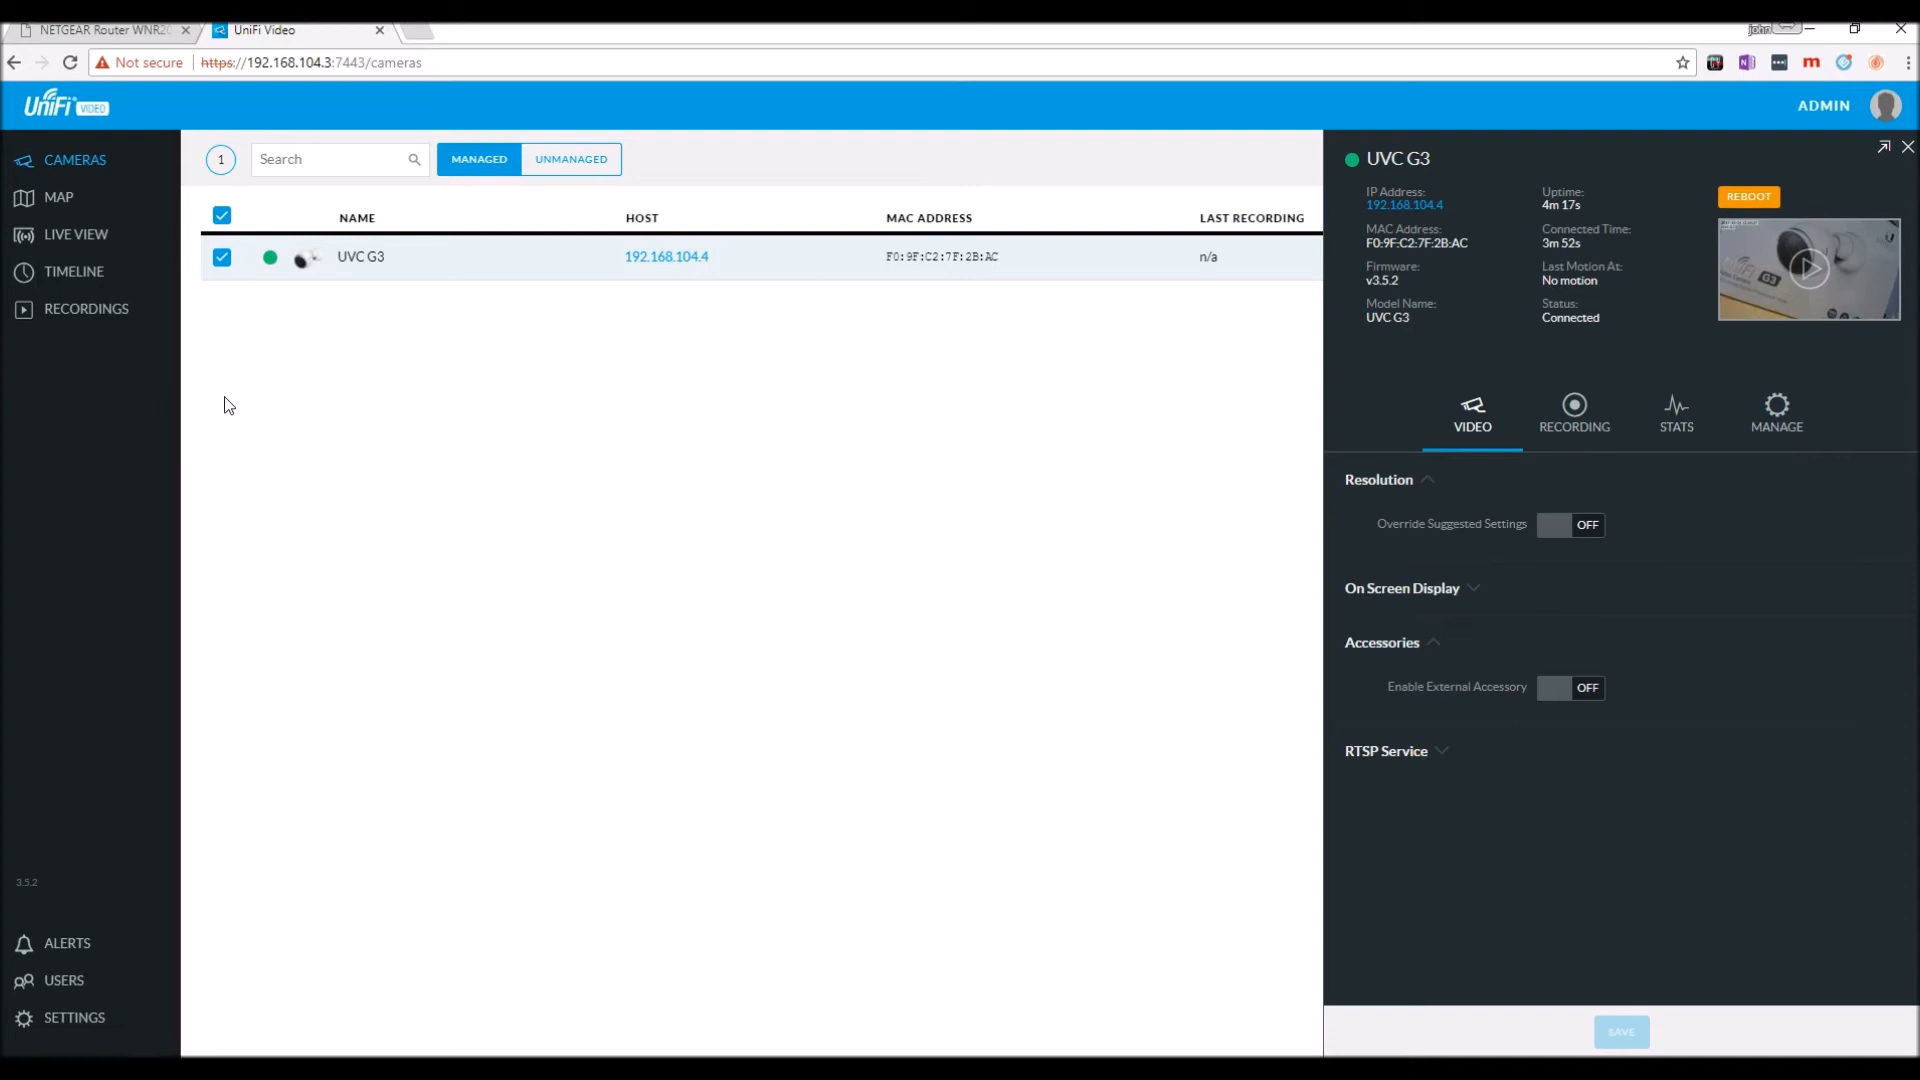 NETGEAR Router WNR20
UniFi Video
john
Not secure
https://192.168.104.3:7443/cameras
UniFi VIDEO
ADMIN
CAMERAS
MAP
LIVE VIEW
TIMELINE
RECORDINGS
3.5.2
ALERTS
USERS
SETTINGS
1
Search
MANAGED
UNMANAGED
NAME HOST MAC ADDRESS LAST RECORDING
UVC G3 192.168.104.4 F0:9F:C2:7F:2B:AC n/a
UVC G3
IP Address:
192.168.104.4
MAC Address:
F0:9F:C2:7F:2B:AC
Firmware:
v3.5.2
Model Name:
UVC G3
Uptime:
4m 17s
Connected Time:
3m 52s
Last Motion At:
No motion
Status:
Connected
REBOOT
UniFi G3
VIDEO
RECORDING
STATS
MANAGE
Resolution
Override Suggested Settings OFF
On Screen Display
Accessories
Enable External Accessory OFF
RTSP Service
SAVE